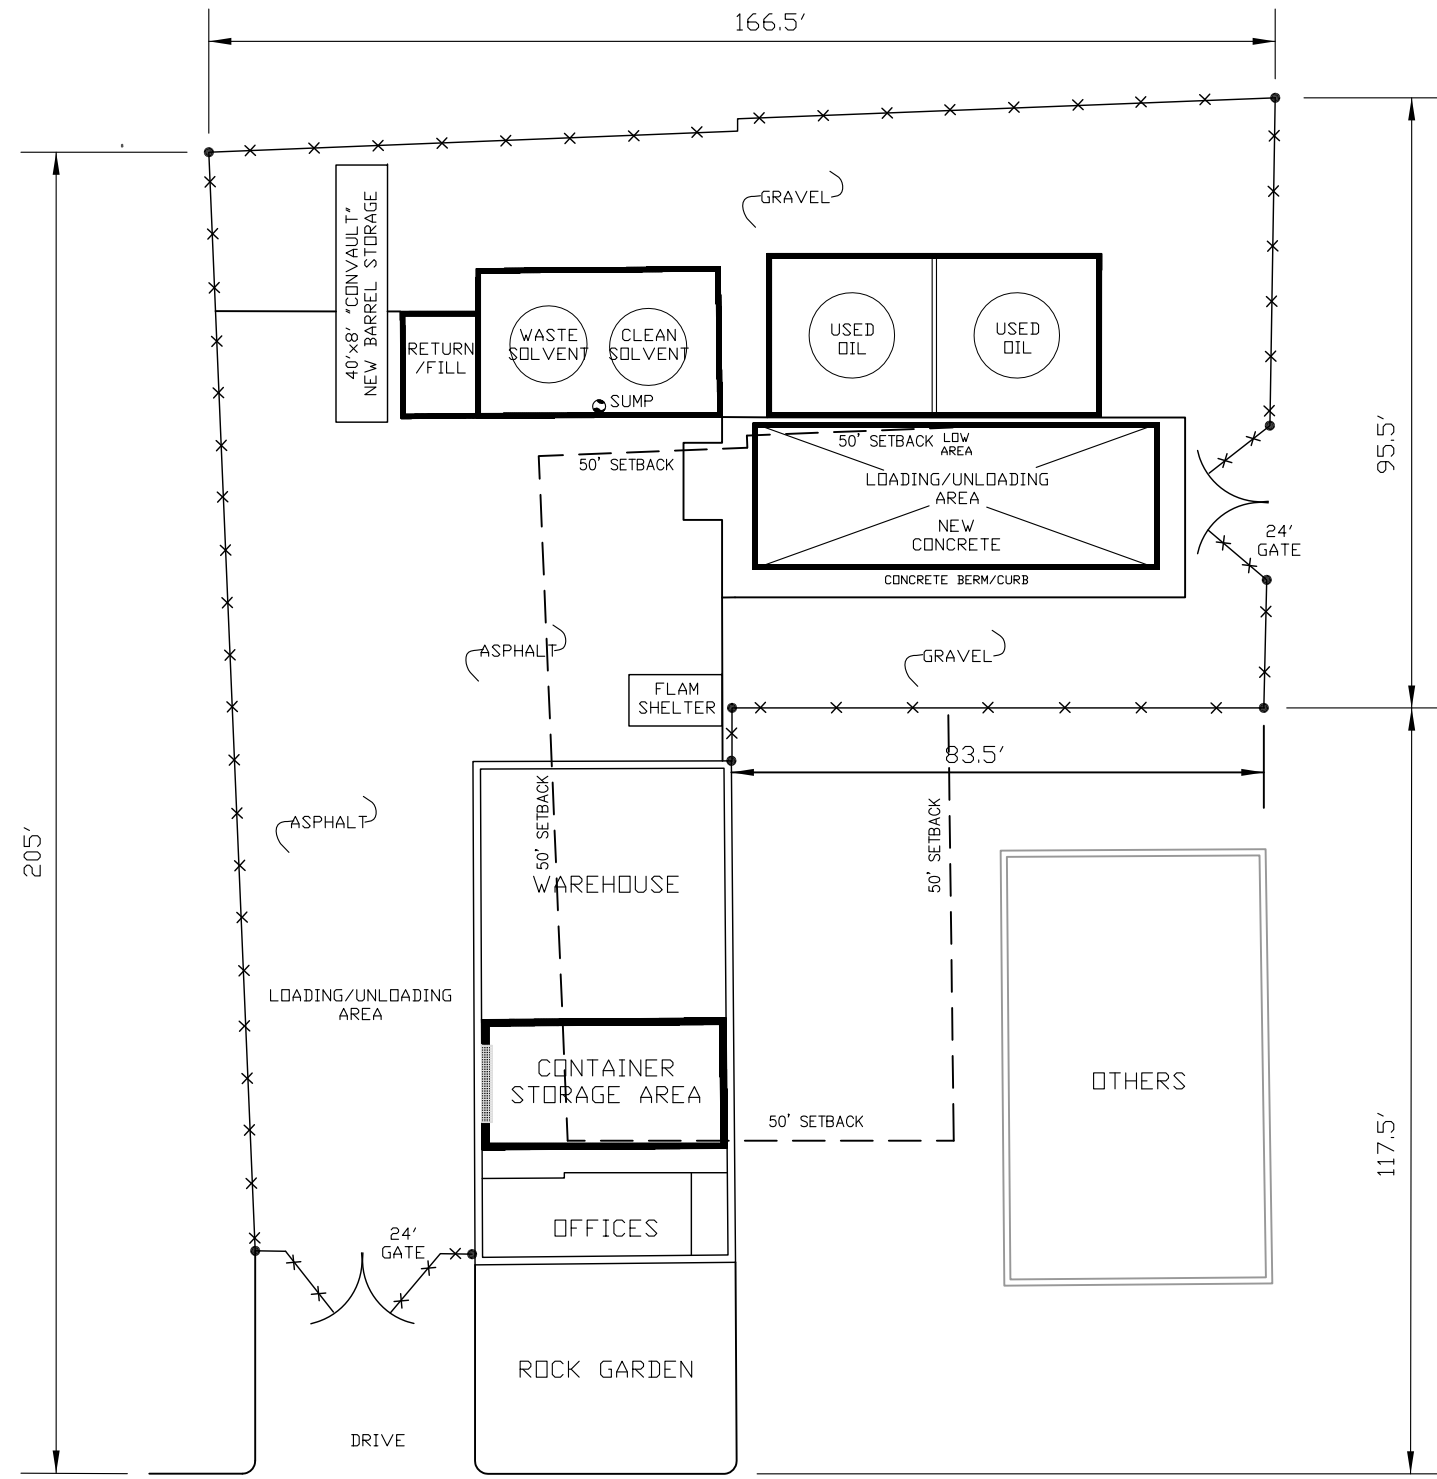 166.5'
GRAVEL
40'x8' "CONVAULT"
NEW BARREL STORAGE
RETURN
/FILL
WASTE
SOLVENT
CLEAN
SOLVENT
SUMP
USED
OIL
USED
OIL
50' SETBACK
50' SETBACK
LOW
AREA
LOADING/UNLOADING
AREA
NEW
CONCRETE
CONCRETE BERM/CURB
95.5'
24'
GATE
ASPHALT
GRAVEL
FLAM
SHELTER
83.5'
205'
ASPHALT
50' SETBACK
50' SETBACK
WAREHOUSE
LOADING/UNLOADING
AREA
CONTAINER
STORAGE AREA
OTHERS
50' SETBACK
117.5'
24'
GATE
OFFICES
ROCK GARDEN
DRIVE